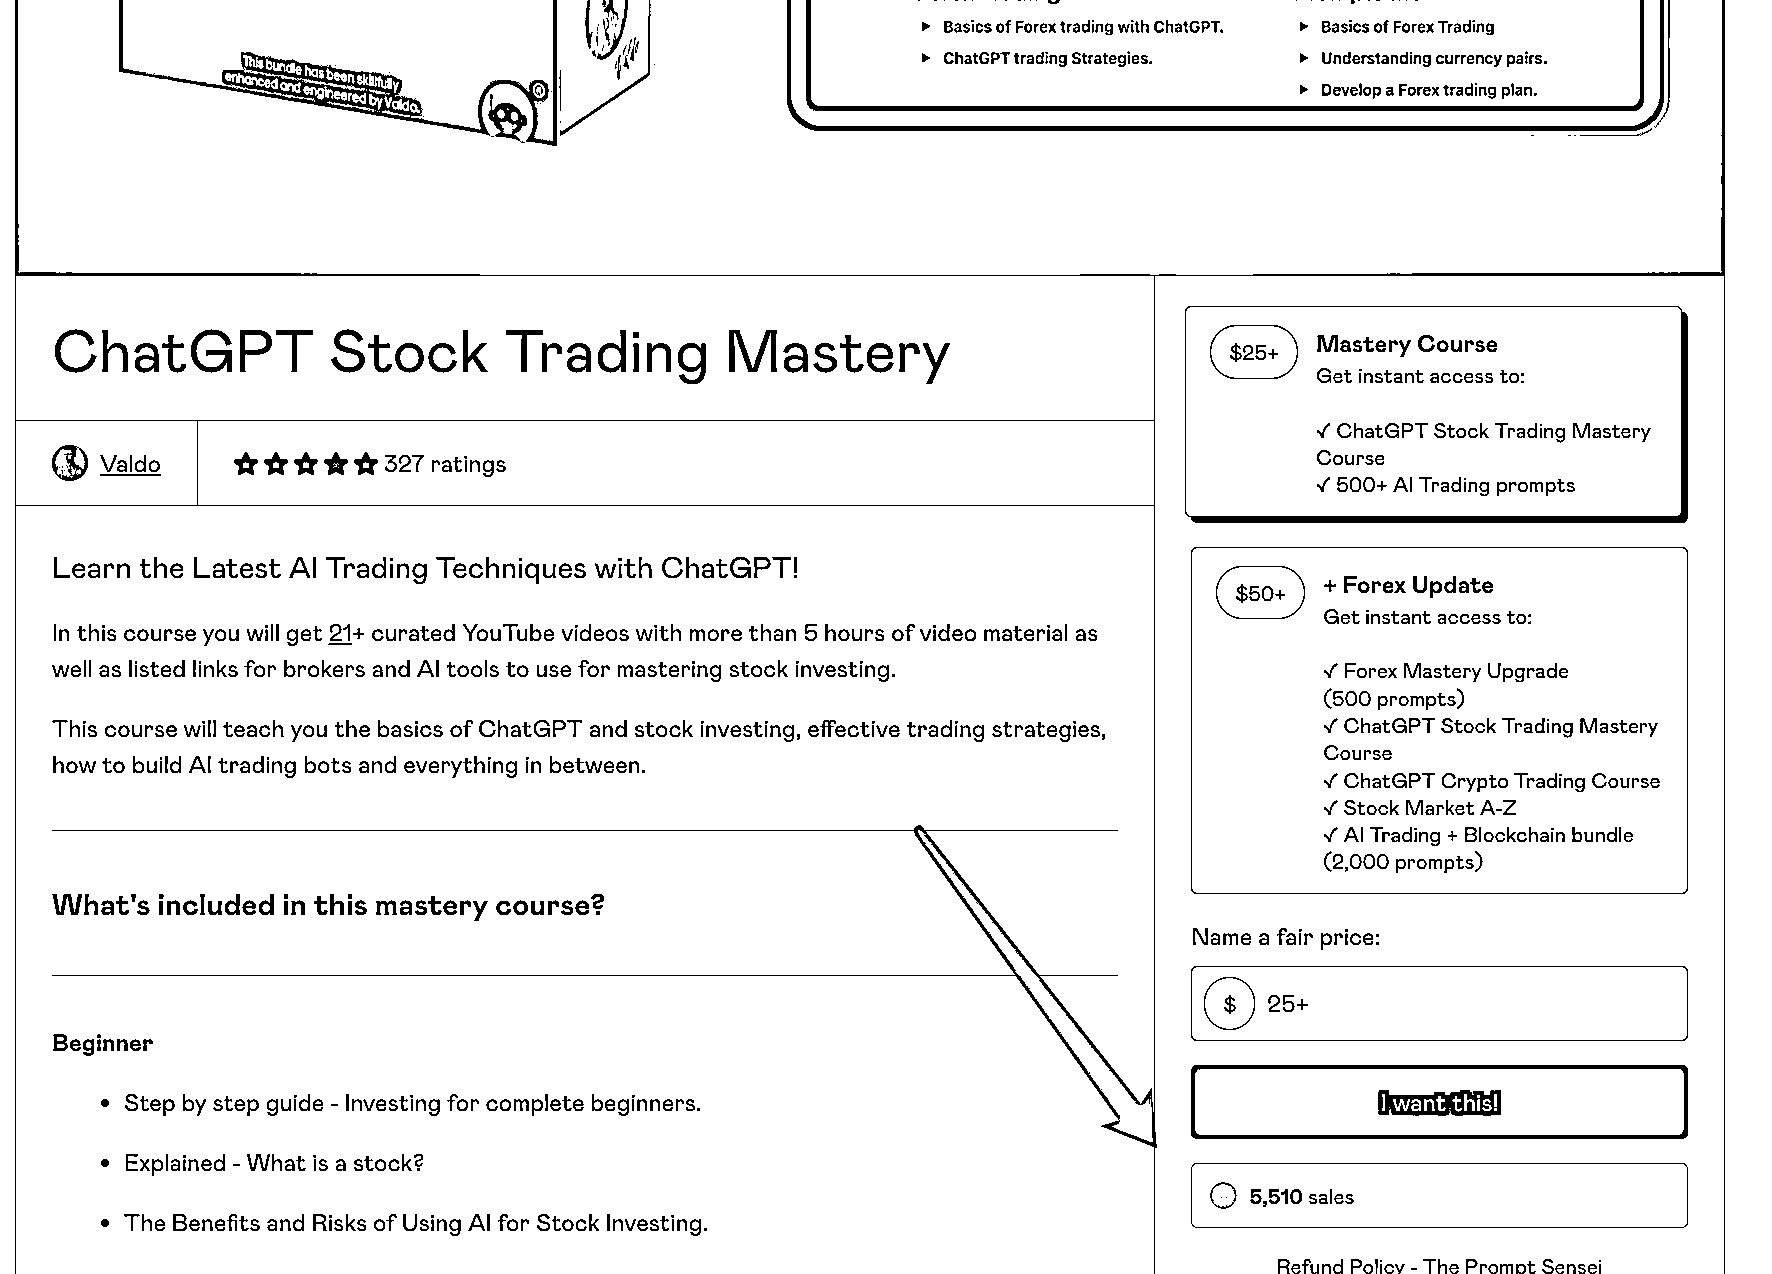 This bundle has been skillfully
enhanced and engineered by Valdo.
Basics of Forex trading with ChatGPT.
ChatGPT trading Strategies.
Basics of Forex Trading
Understanding currency pairs.
Develop a Forex trading plan.
ChatGPT Stock Trading Mastery
Valdo
327 ratings
Learn the Latest AI Trading Techniques with ChatGPT!
In this course you will get 21+ curated YouTube videos with more than 5 hours of video material as
well as listed links for brokers and AI tools to use for mastering stock investing.
This course will teach you the basics of ChatGPT and stock investing, effective trading strategies,
how to build AI trading bots and everything in between.
What's included in this mastery course?
Beginner
• Step by step guide - Investing for complete beginners.
• Explained - What is a stock?
• The Benefits and Risks of Using AI for Stock Investing.
$25+
Mastery Course
Get instant access to:
✓ ChatGPT Stock Trading Mastery
Course
✓ 500+ AI Trading prompts
$50+
+ Forex Update
Get instant access to:
✓ Forex Mastery Upgrade
(500 prompts)
✓ ChatGPT Stock Trading Mastery
Course
✓ ChatGPT Crypto Trading Course
✓ Stock Market A-Z
✓ AI Trading + Blockchain bundle
(2,000 prompts)
Name a fair price:
$ 25+
I want this!
5,510 sales
Refund Policy - The Prompt Sensei